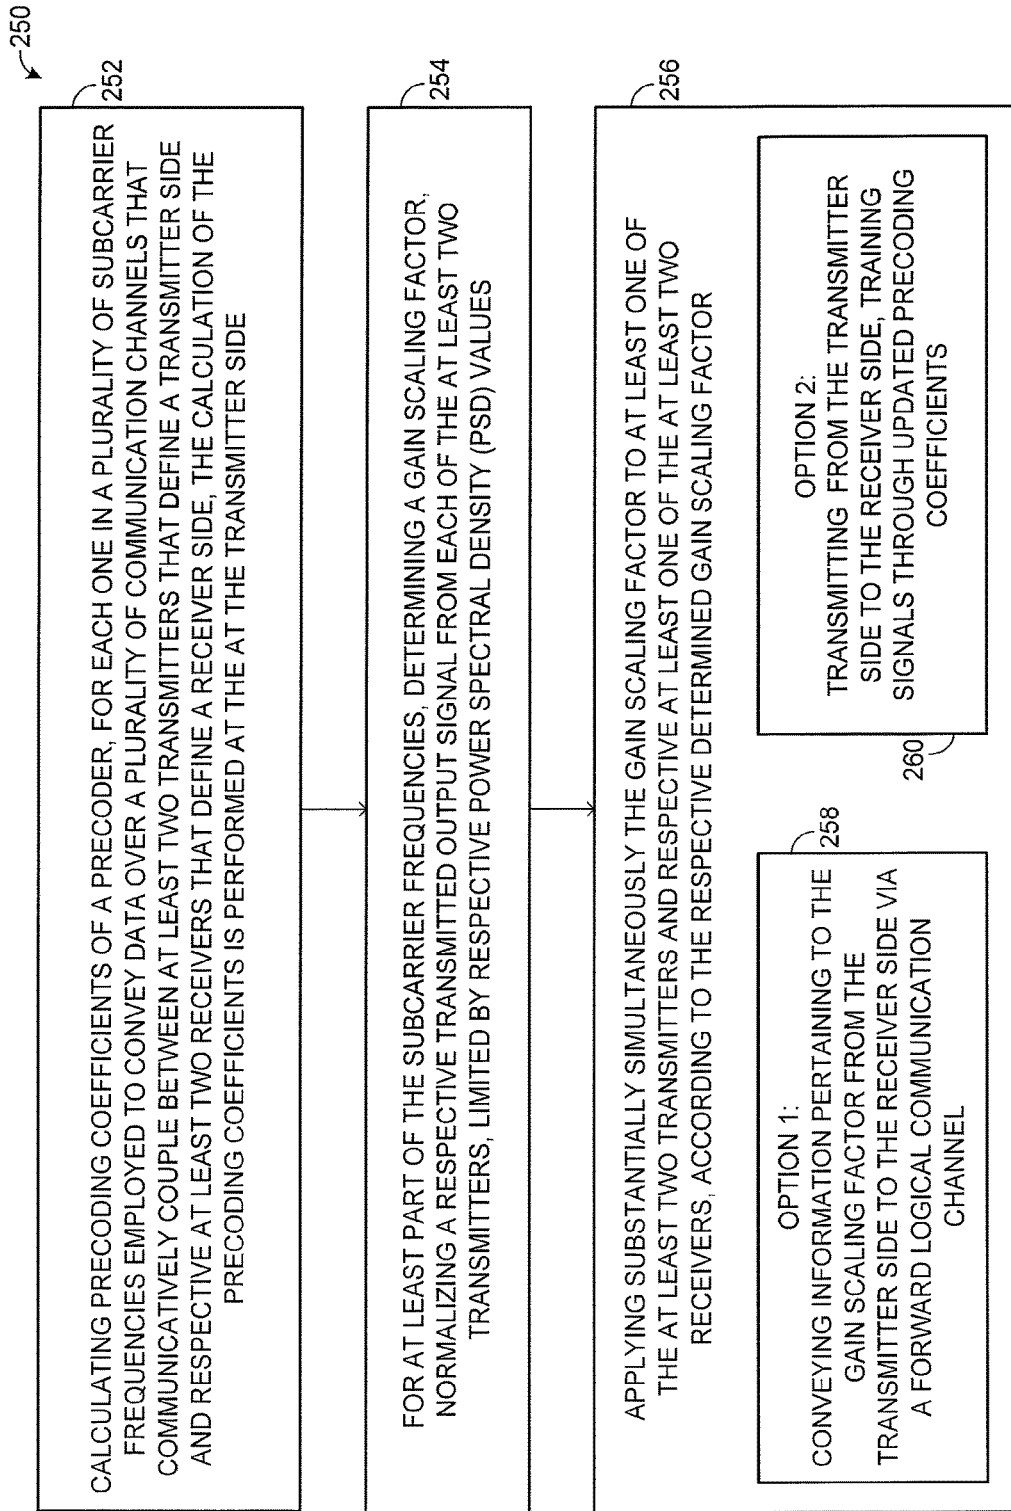 250
252
CALCULATING PRECODING COEFFICIENTS OF A PRECODER, FOR EACH ONE IN A PLURALITY OF SUBCARRIER
FREQUENCIES EMPLOYED TO CONVEY DATA OVER A PLURALITY OF COMMUNICATION CHANNELS THAT
COMMUNICATIVELY COUPLE BETWEEN AT LEAST TWO TRANSMITTERS THAT DEFINE A TRANSMITTER SIDE
AND RESPECTIVE AT LEAST TWO RECEIVERS THAT DEFINE A RECEIVER SIDE, THE CALCULATION OF THE
PRECODING COEFFICIENTS IS PERFORMED AT THE AT THE TRANSMITTER SIDE
254
FOR AT LEAST PART OF THE SUBCARRIER FREQUENCIES, DETERMINING A GAIN SCALING FACTOR,
NORMALIZING A RESPECTIVE TRANSMITTED OUTPUT SIGNAL FROM EACH OF THE AT LEAST TWO
TRANSMITTERS, LIMITED BY RESPECTIVE POWER SPECTRAL DENSITY (PSD) VALUES
256
APPLYING SUBSTANTIALLY SIMULTANEOUSLY THE GAIN SCALING FACTOR TO AT LEAST ONE OF
THE AT LEAST TWO TRANSMITTERS AND RESPECTIVE AT LEAST ONE OF THE AT LEAST TWO
RECEIVERS, ACCORDING TO THE RESPECTIVE DETERMINED GAIN SCALING FACTOR
258
OPTION 1:
CONVEYING INFORMATION PERTAINING TO THE
GAIN SCALING FACTOR FROM THE
TRANSMITTER SIDE TO THE RECEIVER SIDE VIA
A FORWARD LOGICAL COMMUNICATION
CHANNEL
260
OPTION 2:
TRANSMITTING FROM THE TRANSMITTER
SIDE TO THE RECEIVER SIDE, TRAINING
SIGNALS THROUGH UPDATED PRECODING
COEFFICIENTS